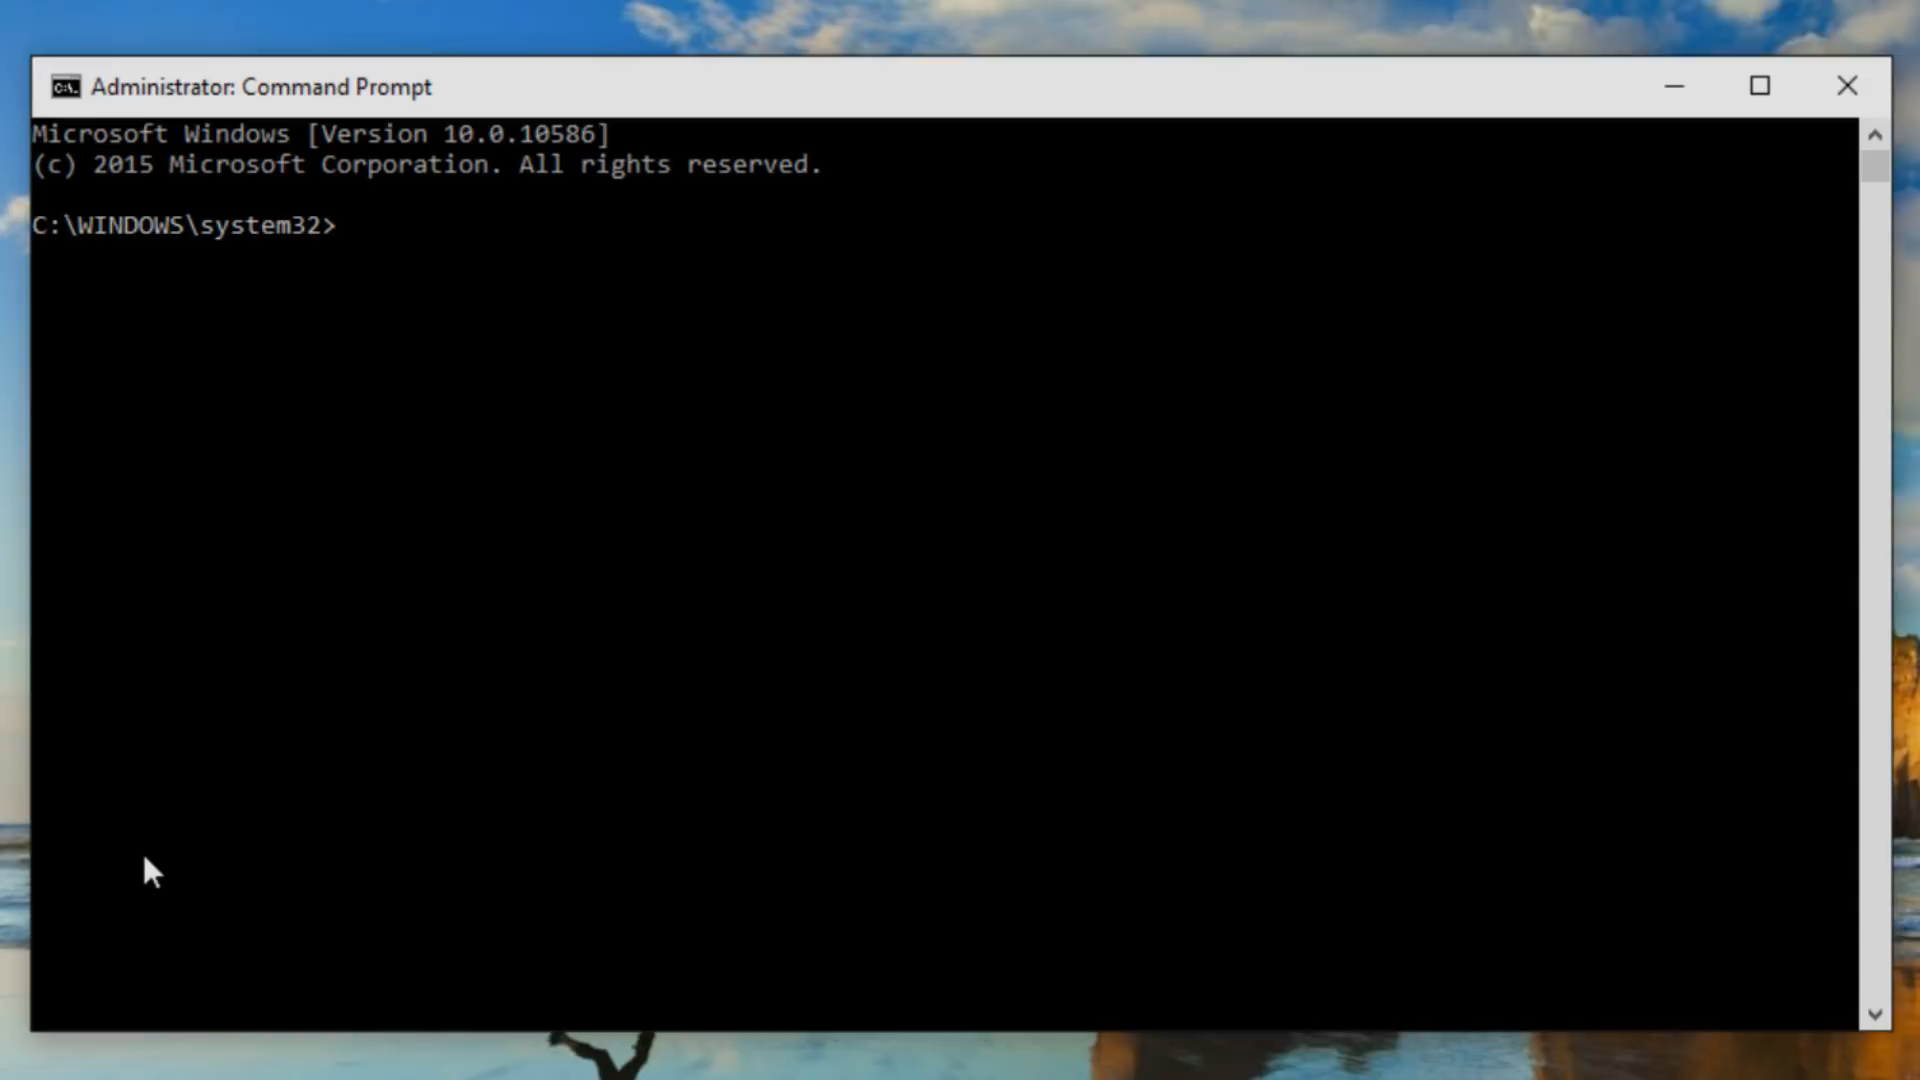 Administrator: Command Prompt
Microsoft Windows [Version 10.0.10586]
(c) 2015 Microsoft Corporation. All rights reserved.
C:\WINDOWS\system32>